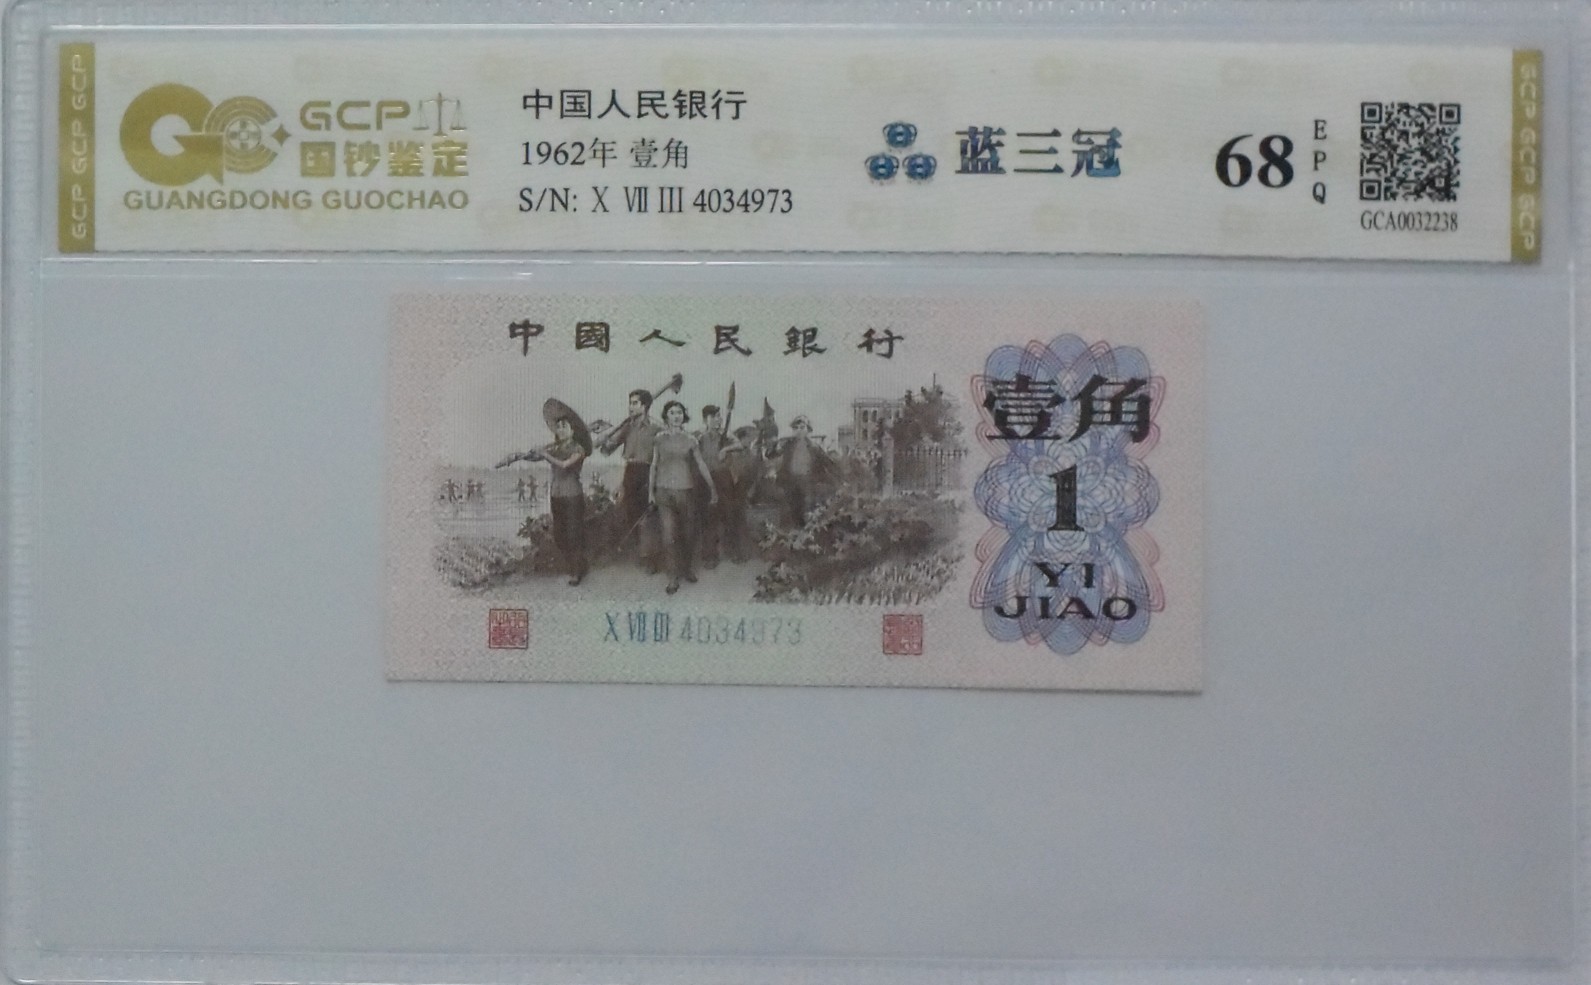 GCP GCP GCP
GCP
国钞鉴定
GUANGDONG GUOCHAO
中国人民银行
1962年 壹角
S/N: X Ⅶ III 4034973
蓝三冠
68
EPQ
GCA0032238
GCP GCP GCP
中國人民銀行
壹角
1
YI
JIAO
X Ⅶ III 4034973